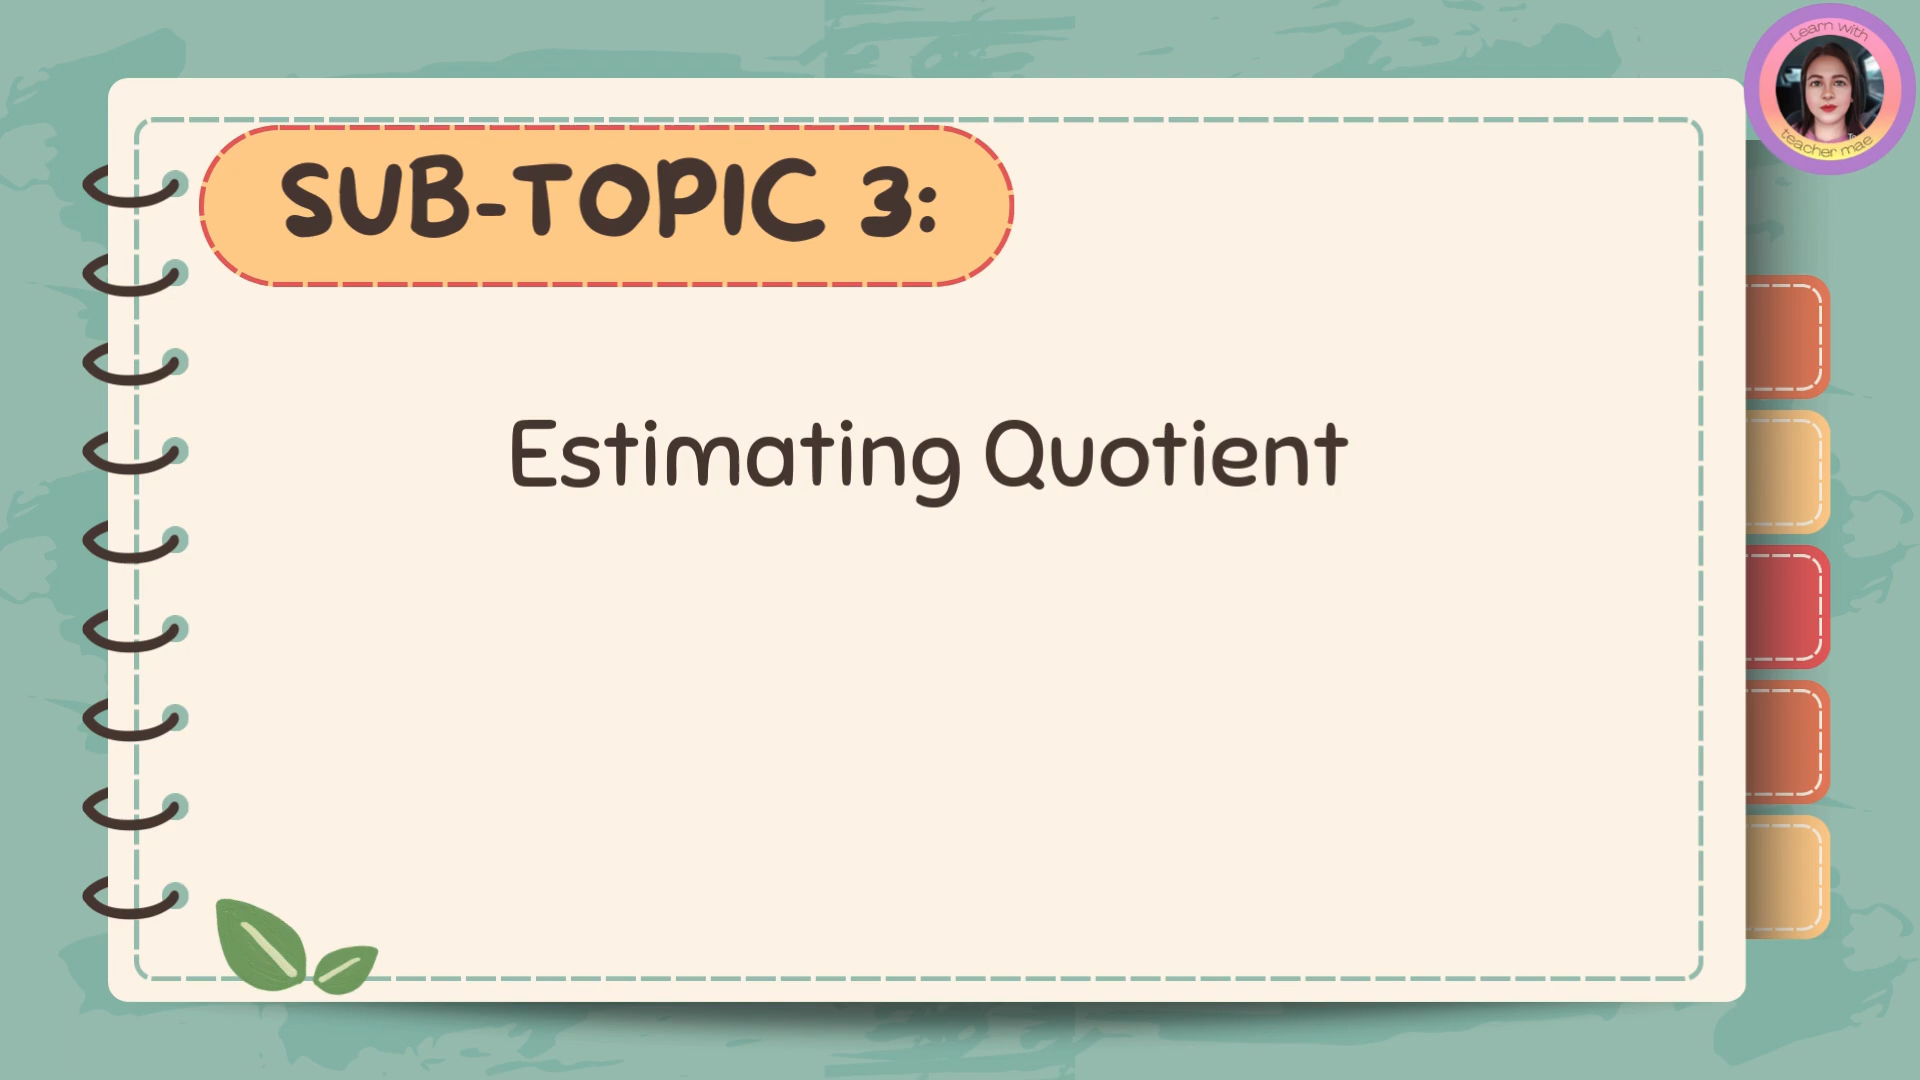 Learn with
teacher mae
SUB-TOPIC 3:
Estimating Quotient